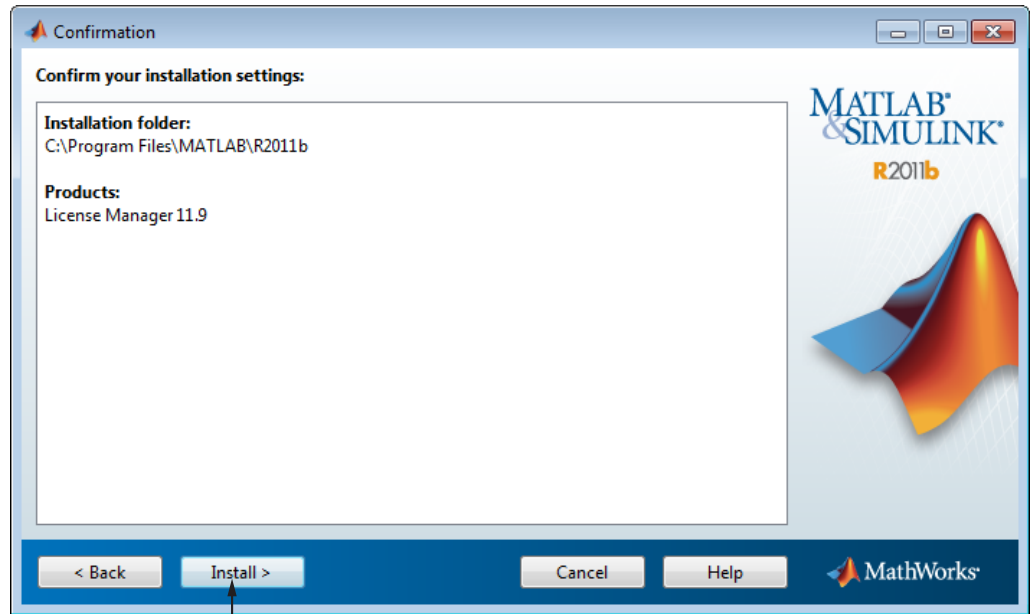 Confirmation
Confirm your installation settings:
Installation folder:
C:\Program Files\MATLAB\R2011b
Products:
License Manager 11.9
MATLAB®
&SIMULINK®
R2011b
< Back
Install >
Cancel
Help
MathWorks®